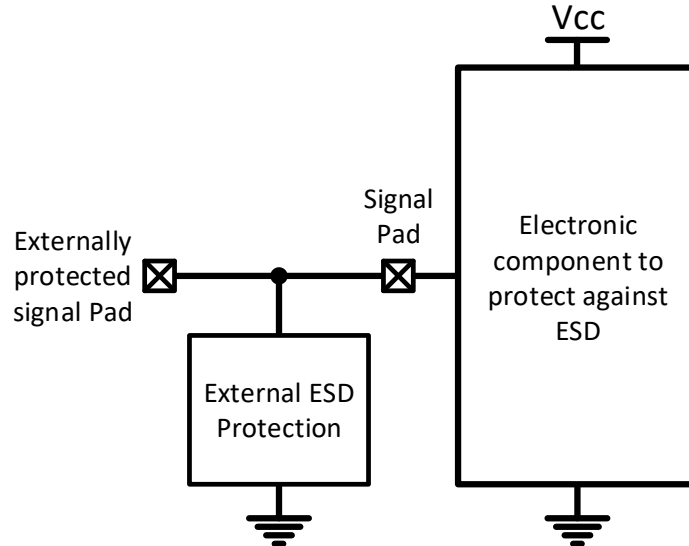 Vcc
Signal
Pad
Externally
protected
signal Pad
Electronic
component to
protect against
ESD
External ESD
Protection